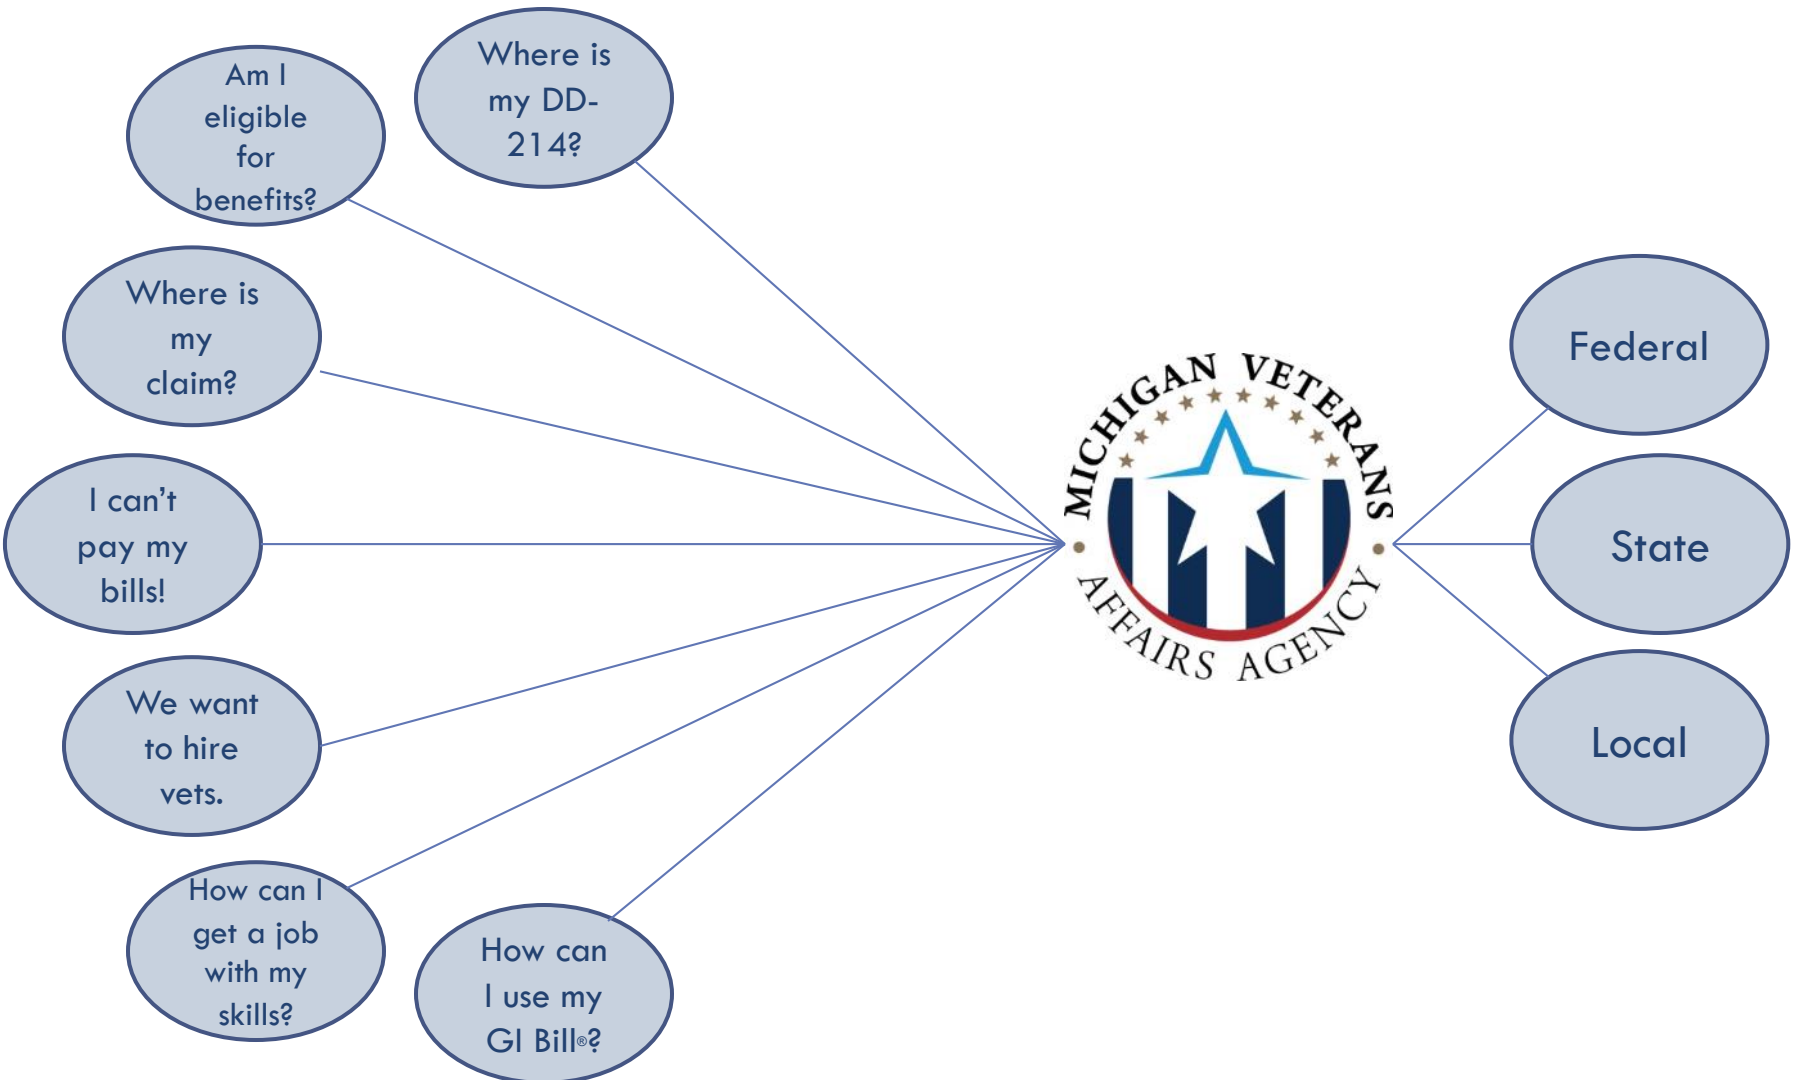 Where is
my DD-
214?
Am I
eligible
for
benefits?
Where is
my
claim?
I can’t
pay my
bills!
We want
to hire
vets.
How can I
get a job
with my
skills?
How can
I use my
GI Bill®?
MICHIGAN VETERANS
AFFAIRS AGENCY
Federal
State
Local